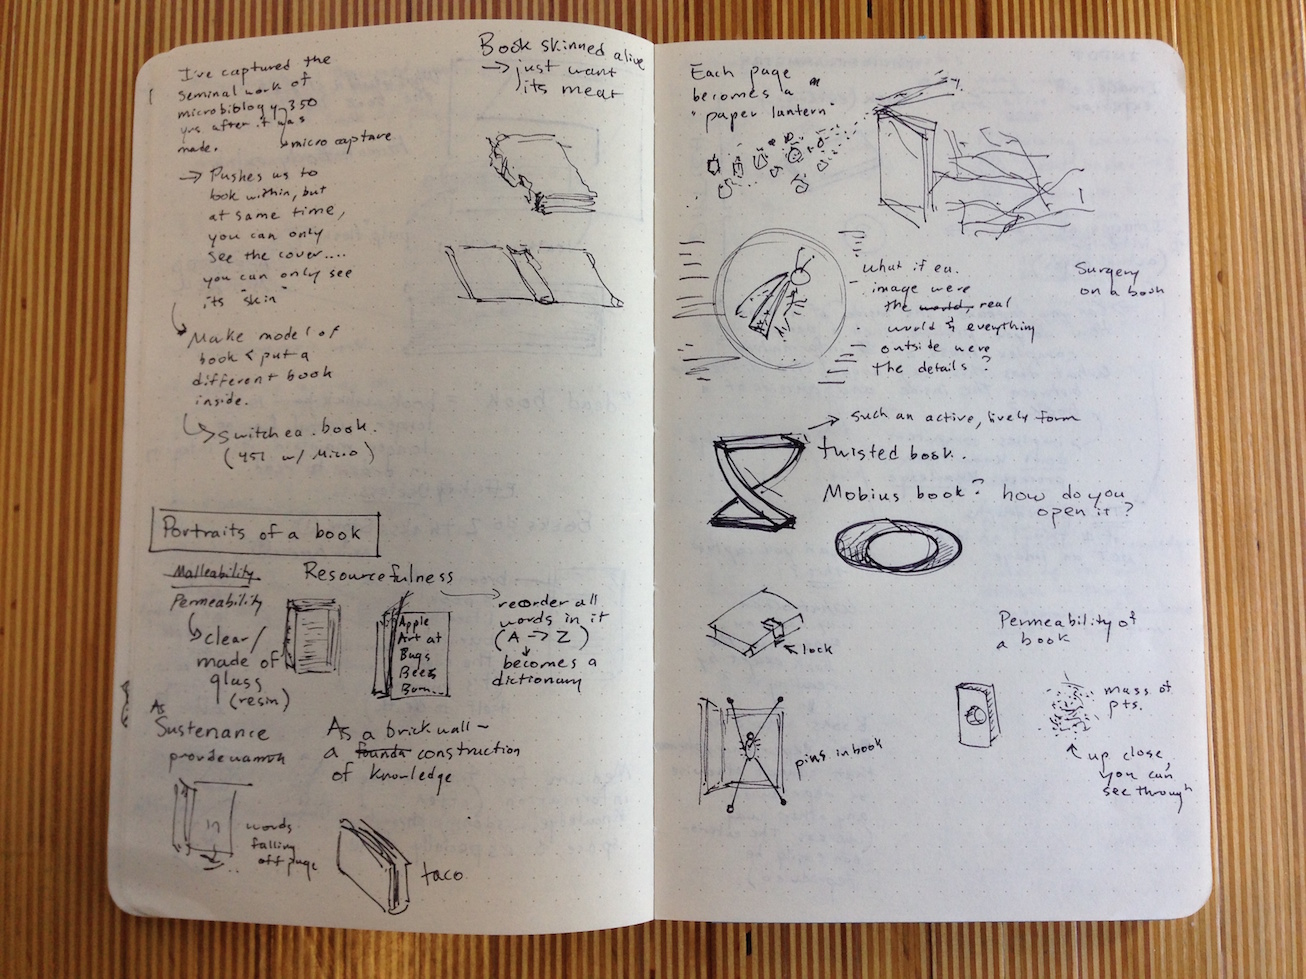 I've captured the
seminal work of
microbiology 350
yrs after it was
made.
micro capture
→ Pushes us to
book within, but
at same time,
you can only
see the cover....
you can only see
its "skin"
Make model of
book & put a
different book
inside.
Switch ea. book.
(451 w/ Micro)
Book skinned alive
→ just want
its meat
Portraits of a book
Malleability
Permeability
clear/
made of
glass
(resin)
Resourcefulness
Apple
Art at
Bugs
Bees
Bum...
reorder all
words in it
(A → Z)
becomes a
dictionary
As
Sustenance
words
falling
off page
As a brick wall –
a founda construction
of knowledge
taco
Each page
becomes a
"paper lantern"
what if ea.
image were
the world, real
world & eveything
outside were
the details?
Surgery
on a book
→ such an active, lively form
twisted book.
Mobius book? how do you
open it?
lock
Permeability of
a book
pins in book
mass of
pts.
up close,
you can
see through